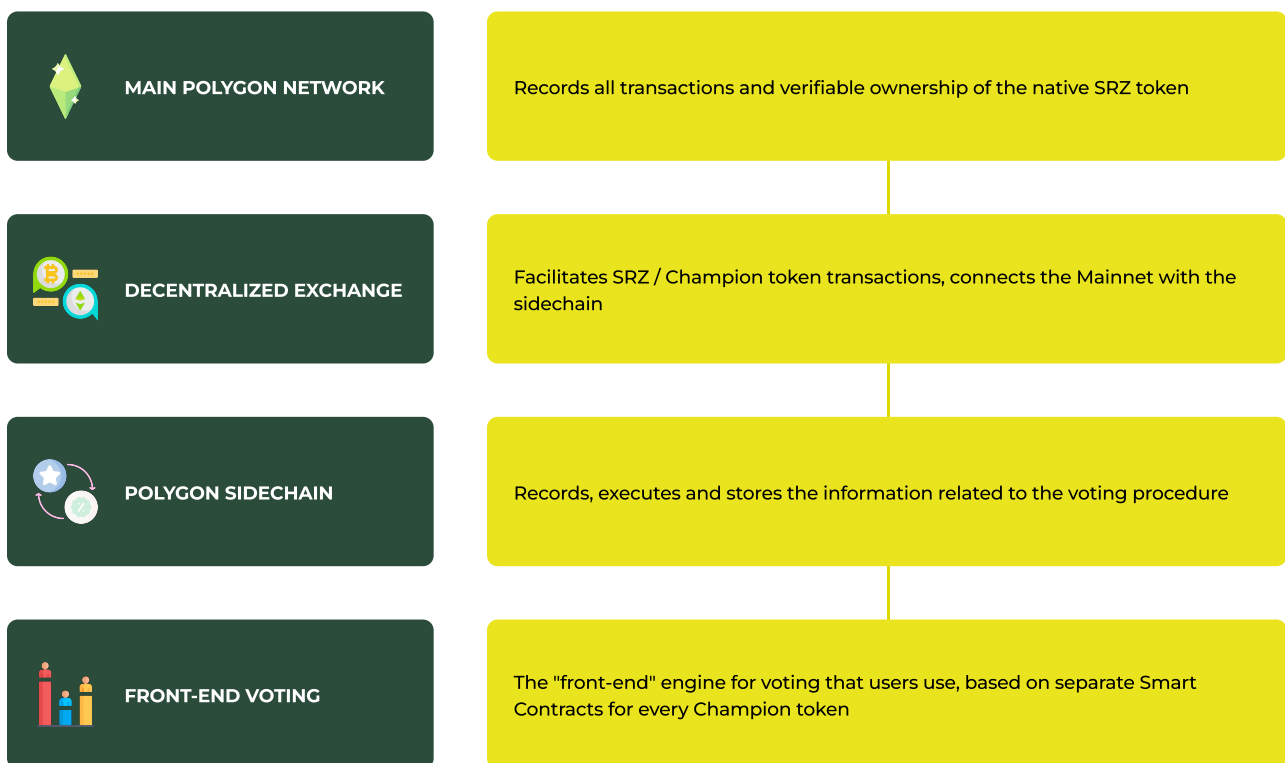 MAIN POLYGON NETWORK
Records all transactions and verifiable ownership of the native SRZ token
DECENTRALIZED EXCHANGE
Facilitates SRZ / Champion token transactions, connects the Mainnet with the
sidechain
POLYGON SIDECHAIN
Records, executes and stores the information related to the voting procedure
FRONT-END VOTING
The "front-end" engine for voting that users use, based on separate Smart
Contracts for every Champion token